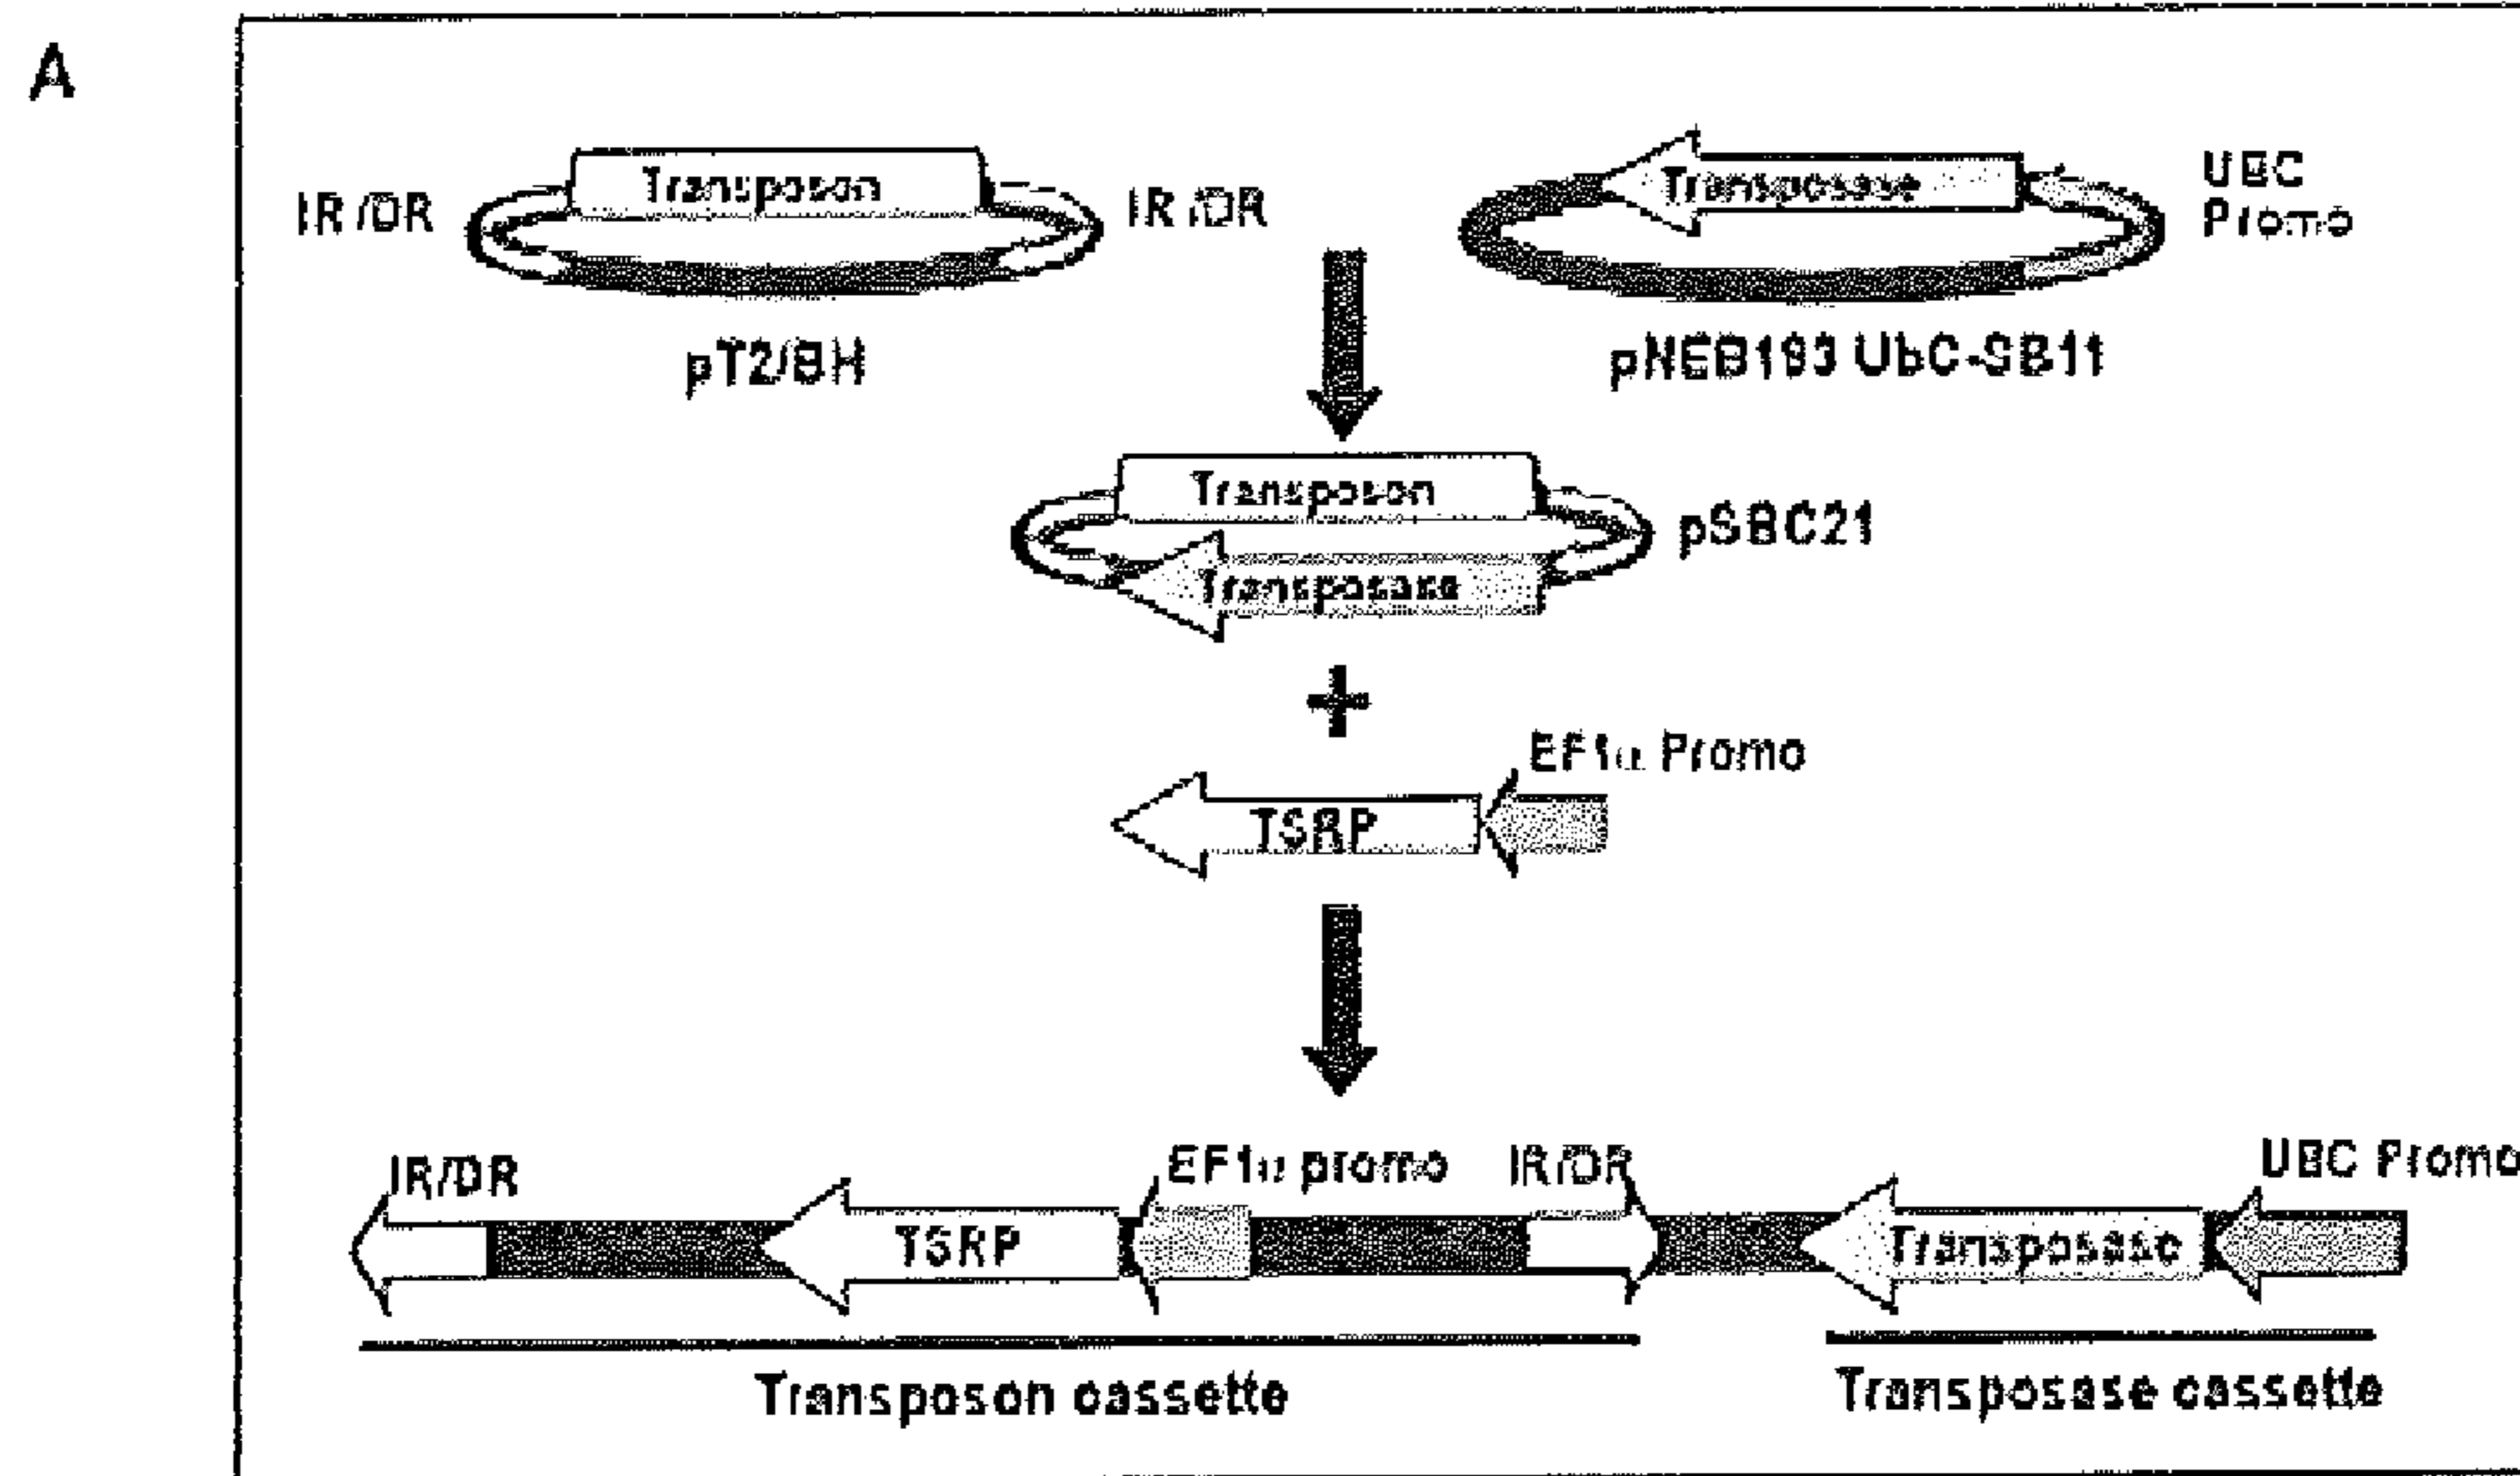 A
Transposon
Transposase
UBC
Promo
IR/DR
IR/DR
pT2/BH
pNEB193 UbC-SB11
Transposon
pSBC21
Transposase
+
EF1α Promo
TSRP
IR/DR
EF1α promo
IR/DR
UBC Promo
TSRP
Transposase
Transposon cassette
Transposase cassette